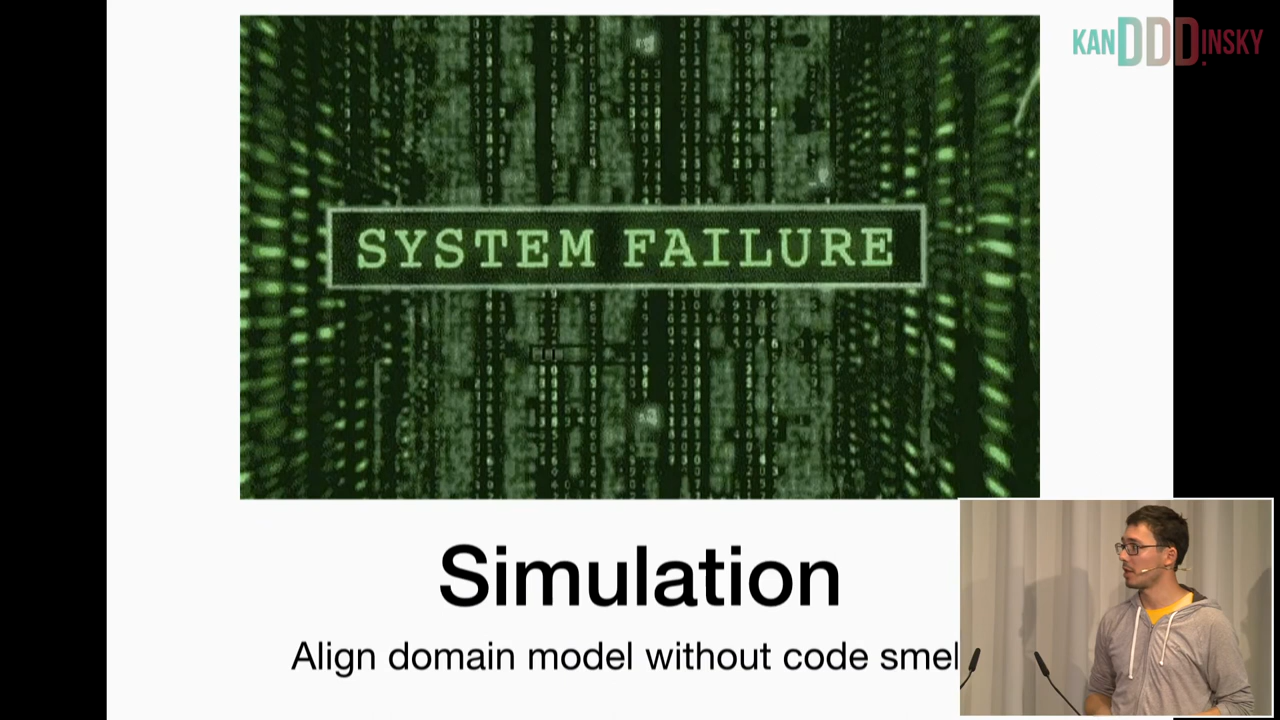 KANDDDINSKY
SYSTEM FAILURE
Simulation
Align domain model without code smel